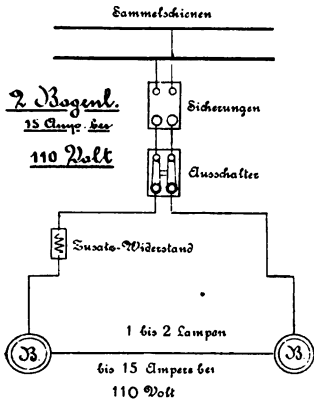 Sammelschienen
2 Bogenl.
15 Amp. bei
110 Volt
Sicherungen
Ausschalter
Zusatz-Widerstand
1 bis 2 Lampen
B.
B.
bis 15 Ampere bei
110 Volt